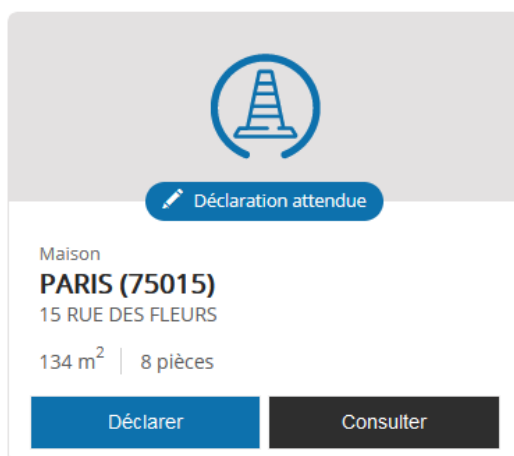 Déclaration attendue
Maison
PARIS (75015)
15 RUE DES FLEURS
134 m² 8 pièces
Déclarer Consulter